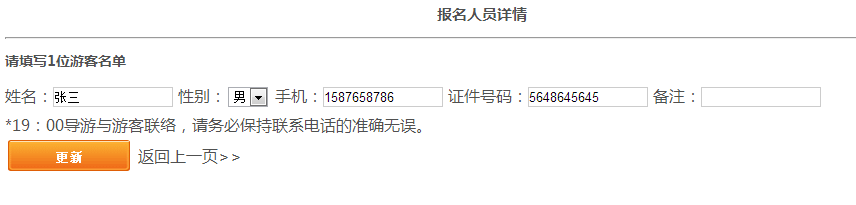 报名人员详情
请填写1位游客名单
姓名：张三 性别：男 手机：1587658786 证件号码：5648645645 备注：
*19：00导游与游客联络，请务必保持联系电话的准确无误。
更新 返回上一页>>